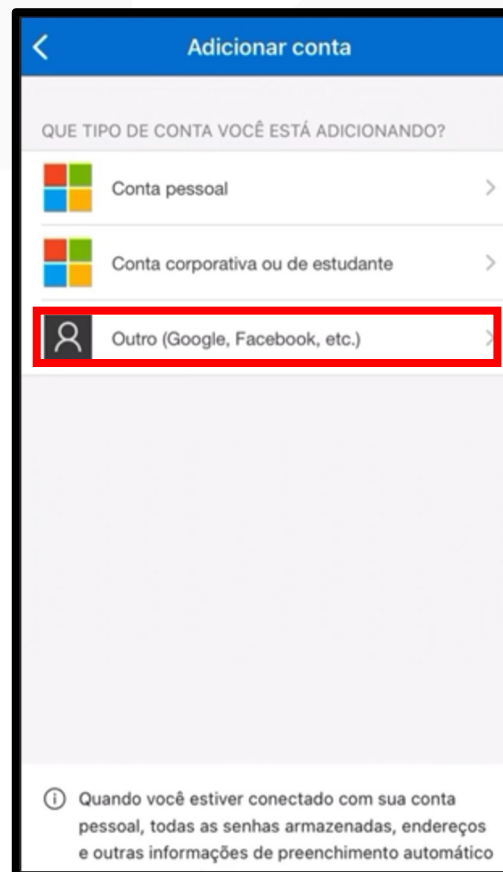 Adicionar conta
QUE TIPO DE CONTA VOCÊ ESTÁ ADICIONANDO?
Conta pessoal
Conta corporativa ou de estudante
Outro (Google, Facebook, etc.)
Quando você estiver conectado com sua conta
pessoal, todas as senhas armazenadas, endereços
e outras informações de preenchimento automático